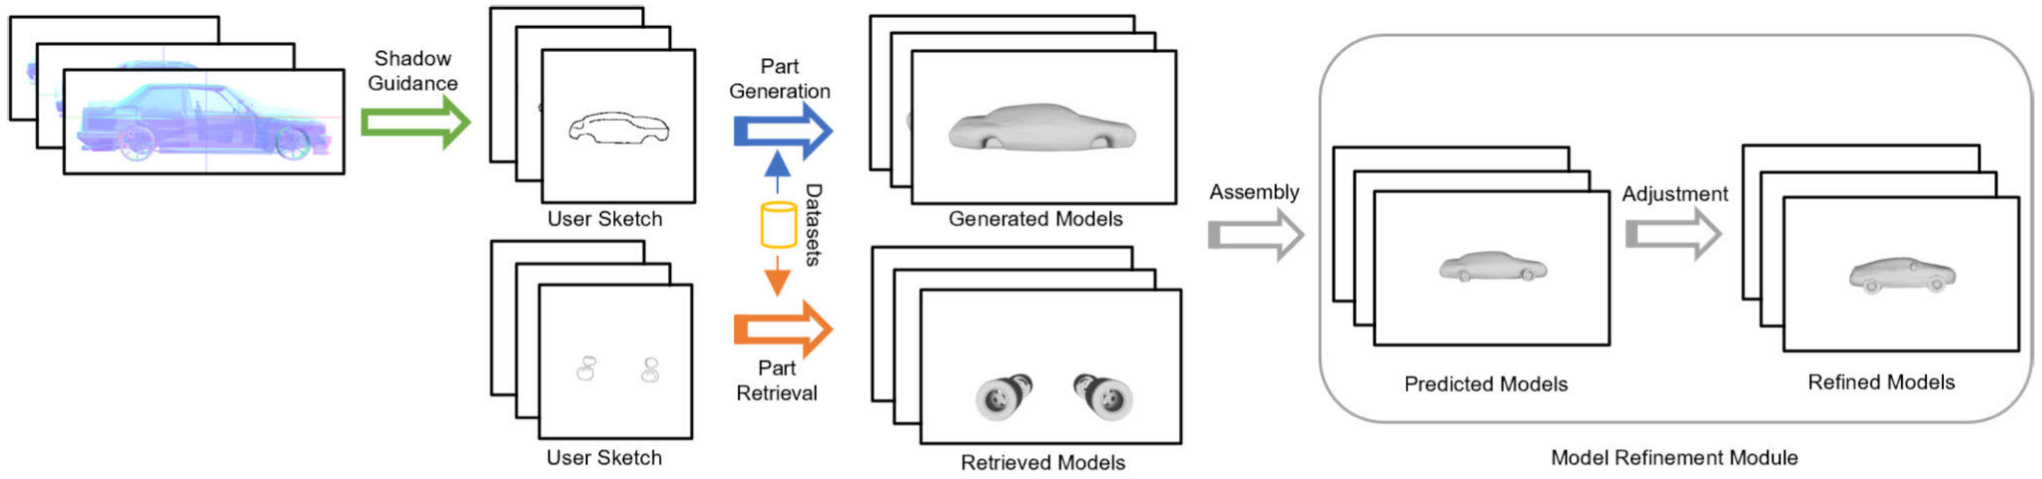 Shadow
Guidance
User Sketch
Part
Generation
Datasets
Generated Models
User Sketch
Part
Retrieval
Retrieved Models
Assembly
Predicted Models
Adjustment
Refined Models
Model Refinement Module